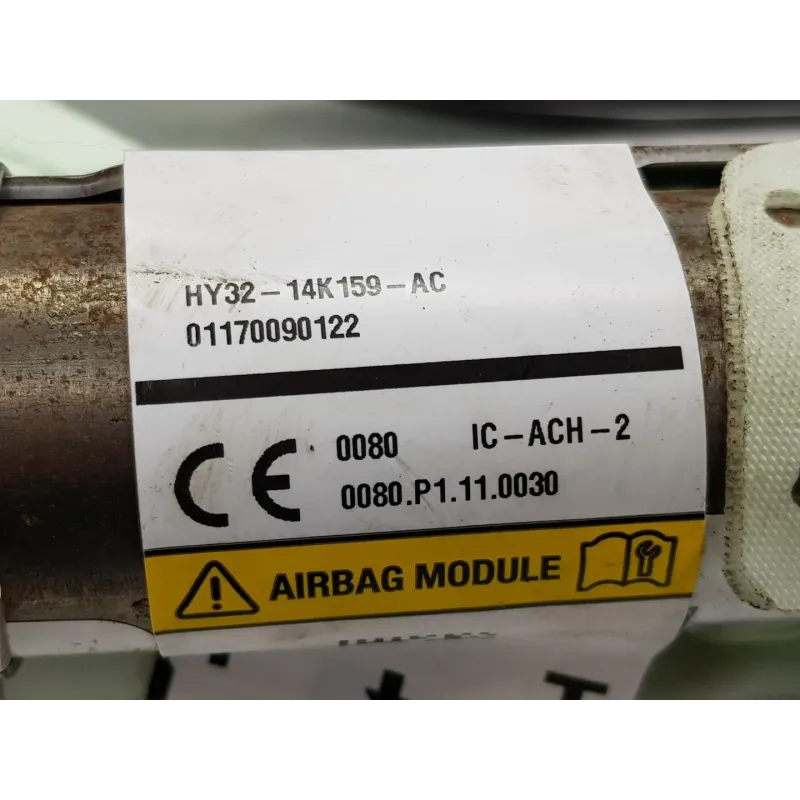 HY32-14K159-AC
01170090122
CE 0080 IC-ACH-2
0080.P1.11.0030
AIRBAG MODULE